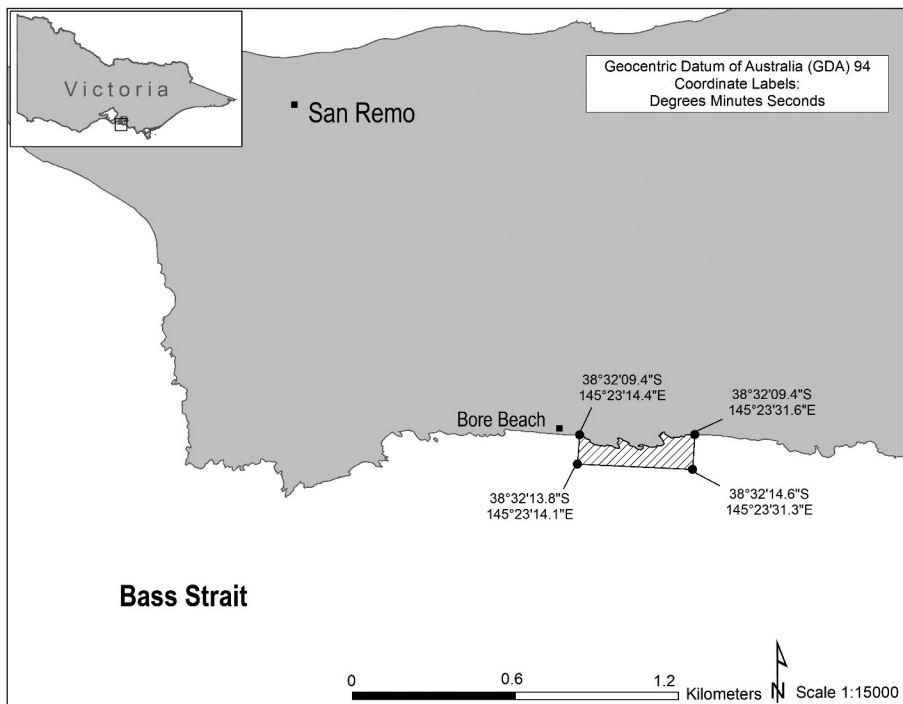 Victoria
San Remo
Geocentric Datum of Australia (GDA) 94
Coordinate Labels:
Degrees Minutes Seconds
38°32'09.4"S
145°23'14.4"E
38°32'09.4"S
145°23'31.6"E
Bore Beach
38°32'13.8"S
145°23'14.1"E
38°32'14.6"S
145°23'31.3"E
Bass Strait
0 0.6 1.2
Kilometers N Scale 1:15000